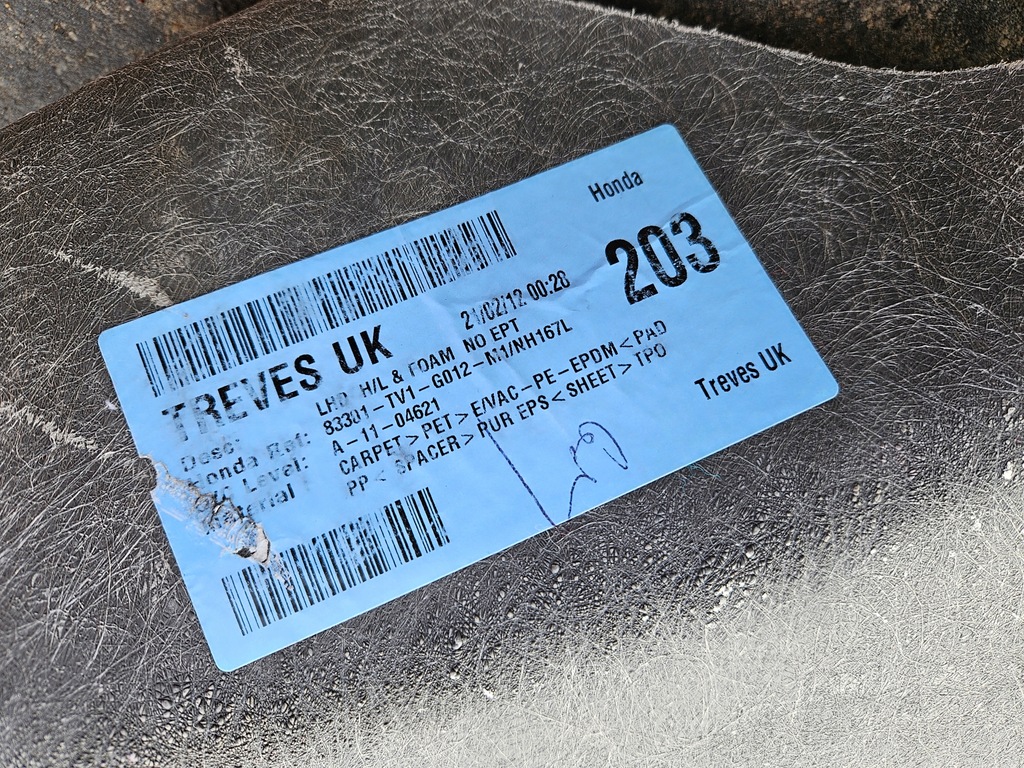 Honda
203
TREVES UK
21/02/12 00:28
Desc: LHD H/L & FOAM NO EPT
Honda Ref: 83301-TV1-G012-M1/NH167L
Level: A-11-04621
CARPET > PET > E/VAC-PE-EPDM < PAD
PP < SPACER > PUR EPS < SHEET > TPO
Treves UK